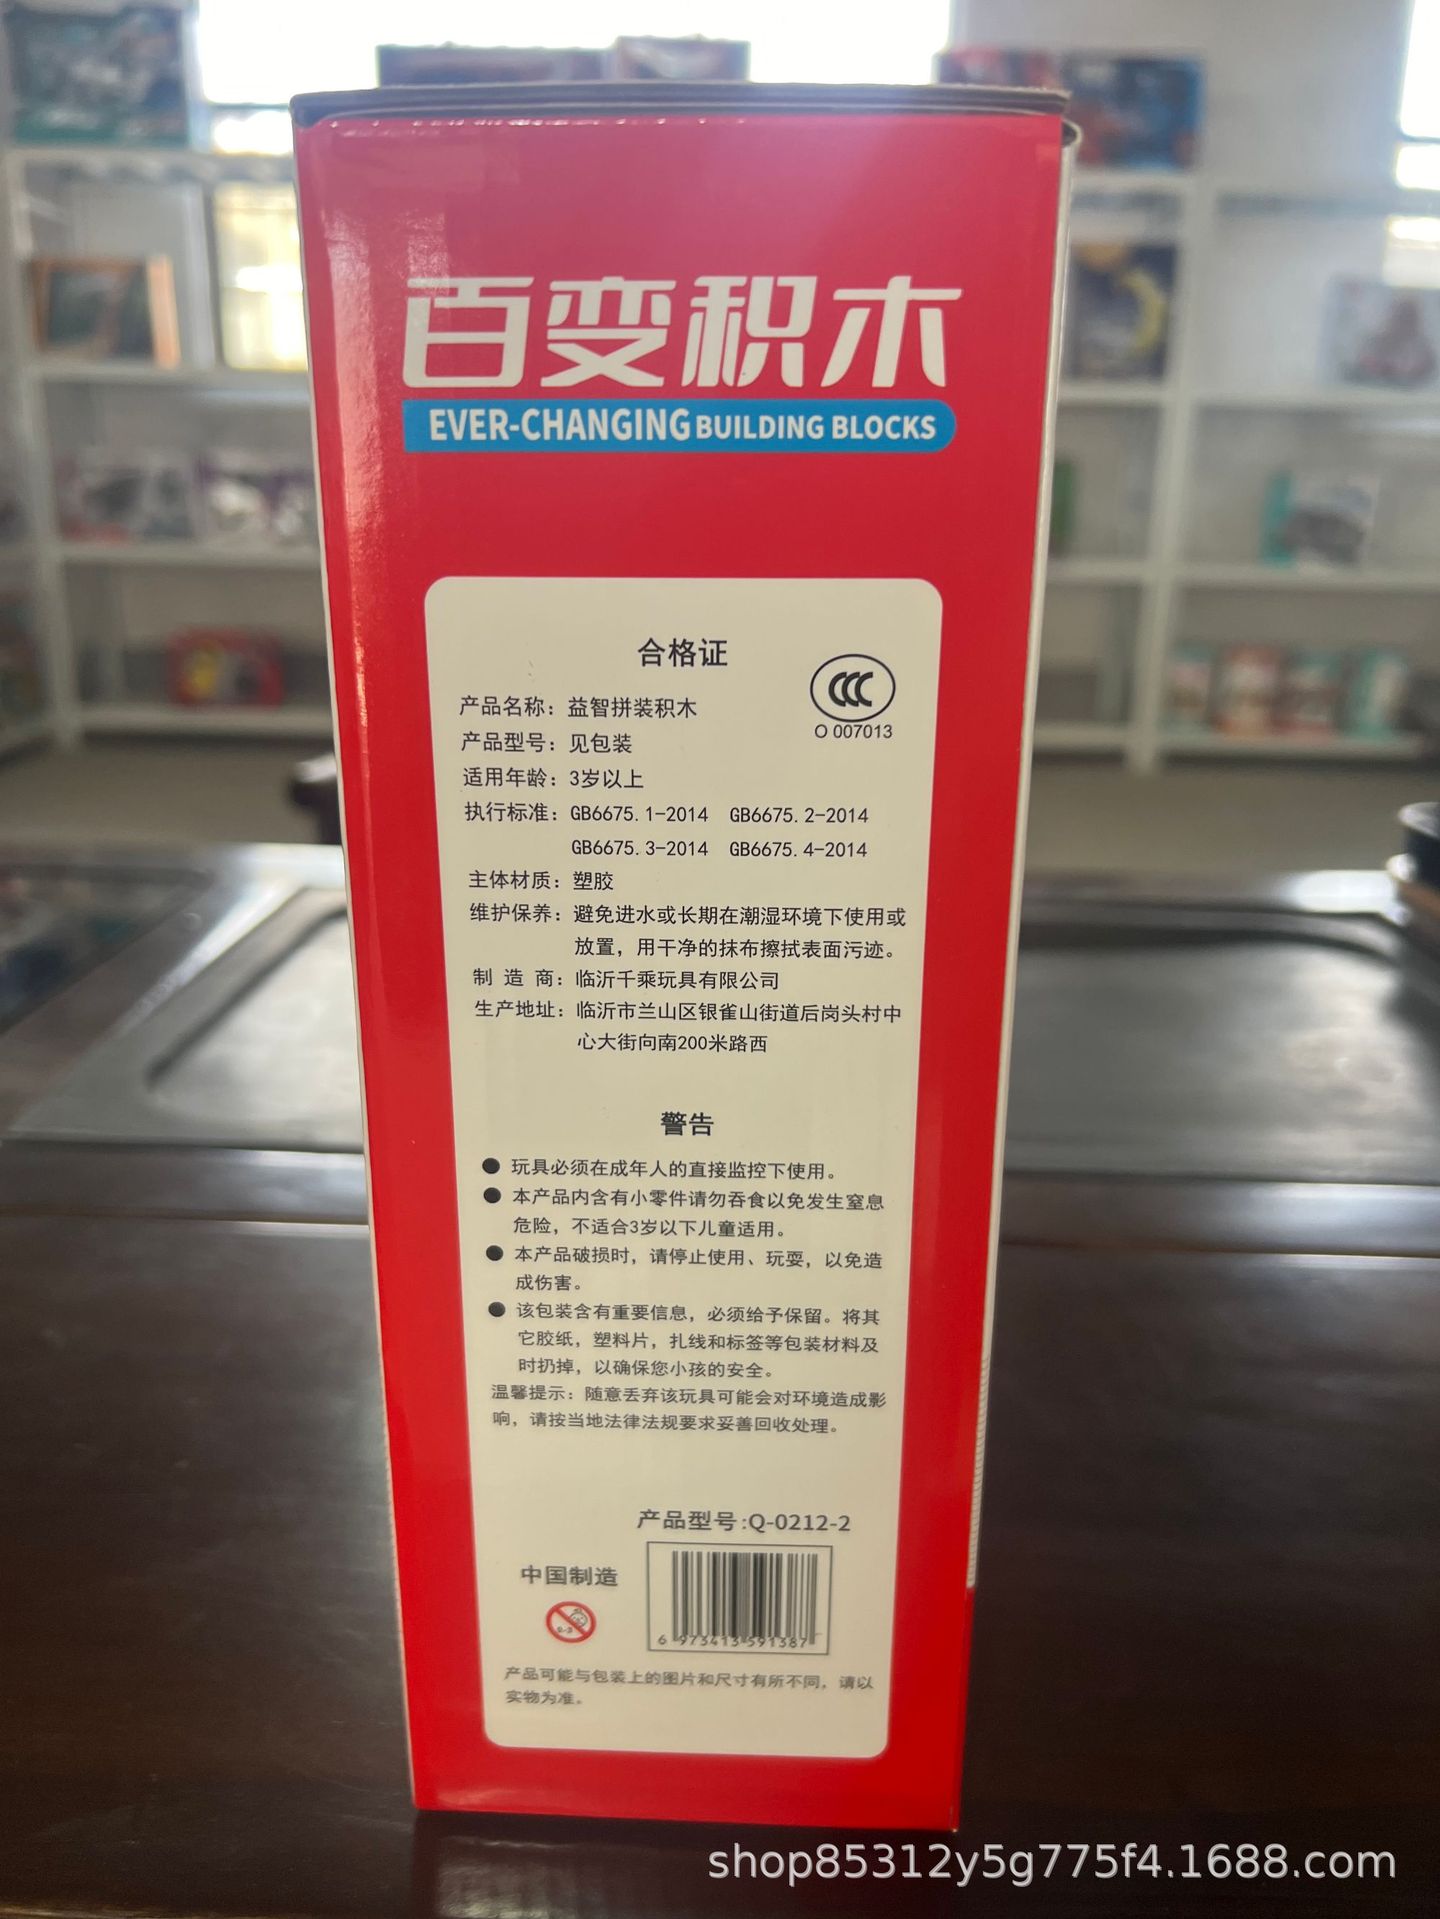 百变积木
EVER-CHANGING BUILDING BLOCKS
合格证
CCC
O 007013
产品名称：益智拼装积木
产品型号：见包装
适用年龄：3岁以上
执行标准：GB6675.1-2014 GB6675.2-2014
GB6675.3-2014 GB6675.4-2014
主体材质：塑胶
维护保养：避免进水或长期在潮湿环境下使用或
放置，用干净的抹布擦拭表面污迹。
制 造 商：临沂千乘玩具有限公司
生产地址：临沂市兰山区银雀山街道后岗头村中
心大街向南200米路西
警告
● 玩具必须在成年人的直接监控下使用。
● 本产品内含有小零件请勿吞食以免发生窒息
危险，不适合3岁以下儿童适用。
● 本产品破损时，请停止使用、玩耍，以免造
成伤害。
● 该包装含有重要信息，必须给予保留。将其
它胶纸，塑料片，扎线和标签等包装材料及
时扔掉，以确保您小孩的安全。
温馨提示：随意丢弃该玩具可能会对环境造成影
响，请按当地法律法规要求妥善回收处理。
产品型号:Q-0212-2
中国制造
0-3
6 973413 591387
产品可能与包装上的图片和尺寸有所不同，请以
实物为准。
shop85312y5g775f4.1688.com